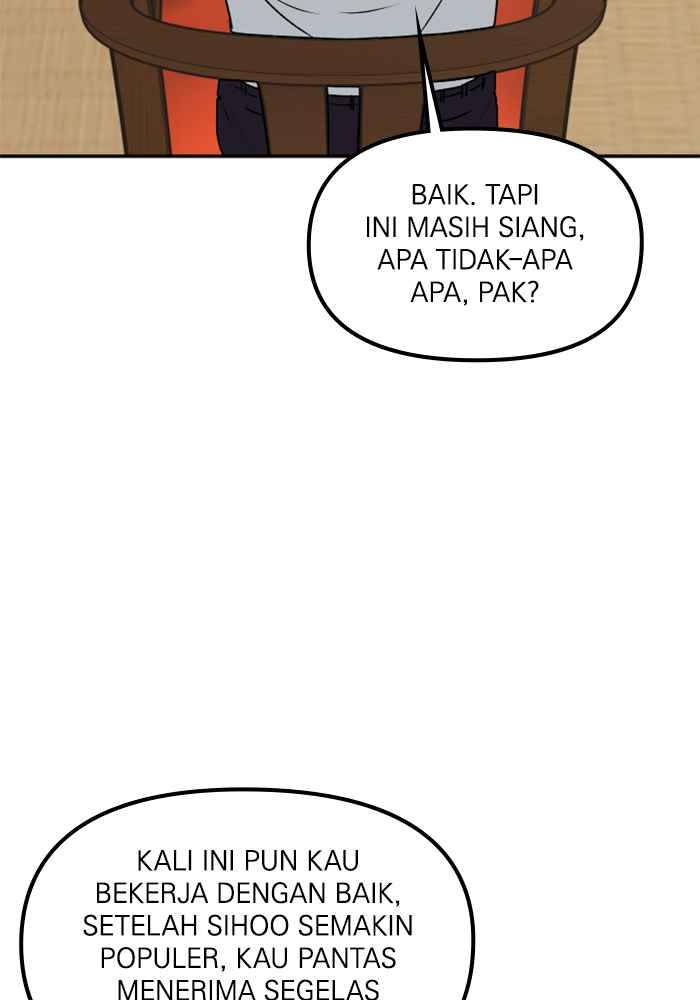 BAIK. TAPI
INI MASIH SIANG,
APA TIDAK-APA
APA, PAK?
KALI INI PUN KAU
BEKERJA DENGAN BAIK,
SETELAH SIHOO SEMAKIN
POPULER, KAU PANTAS
MENERIMA SEGELAS